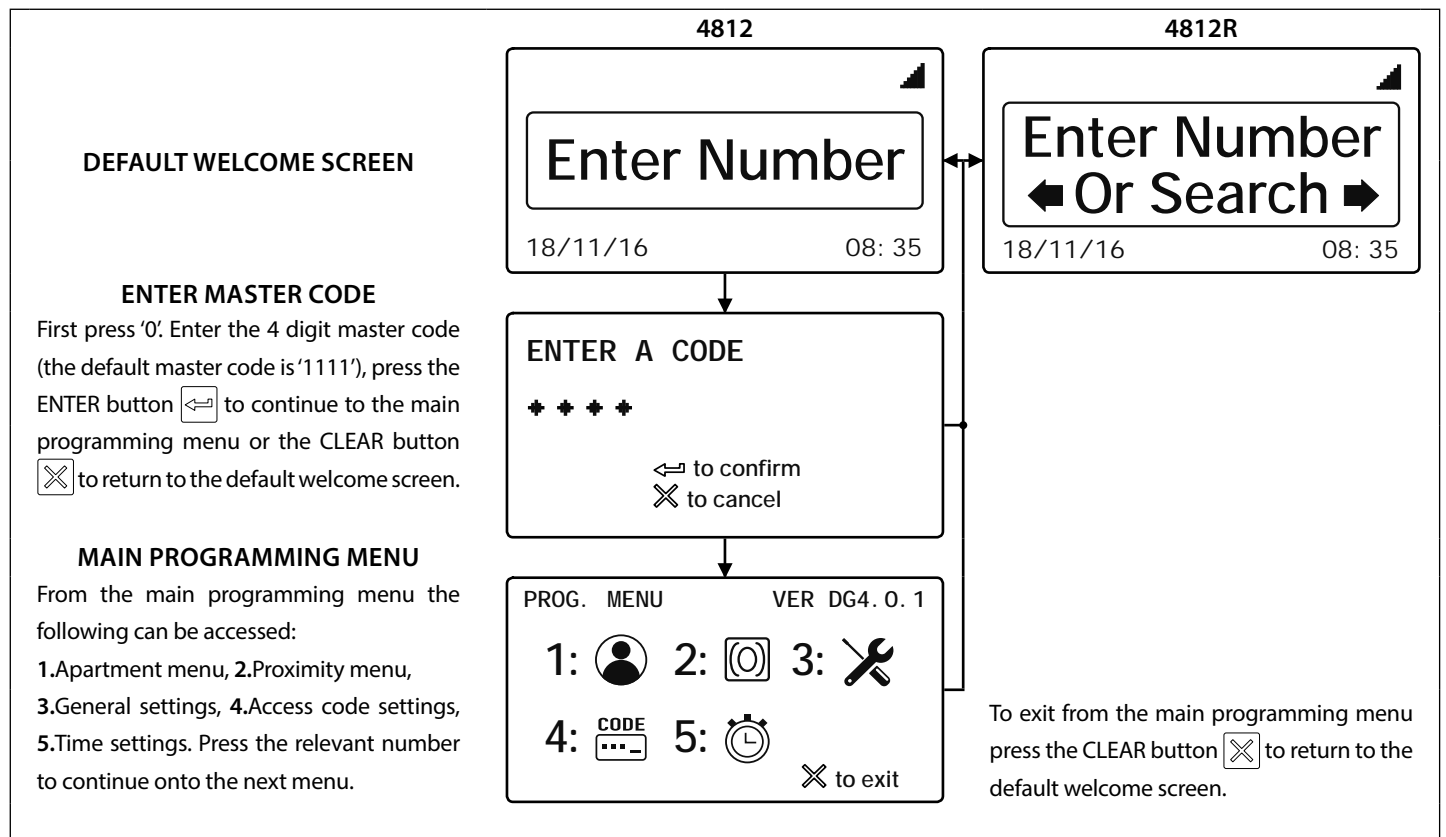 4812
4812R
DEFAULT WELCOME SCREEN
Enter Number
18/11/16 08:35
Enter Number
Or Search
18/11/16 08:35
ENTER MASTER CODE
First press ‘0’. Enter the 4 digit master code
(the default master code is ‘1111’), press the
ENTER button to continue to the main
programming menu or the CLEAR button
to return to the default welcome screen.
ENTER A CODE
to confirm
to cancel
MAIN PROGRAMMING MENU
From the main programming menu the
following can be accessed:
1.Apartment menu, 2.Proximity menu,
3.General settings, 4.Access code settings,
5.Time settings. Press the relevant number
to continue onto the next menu.
PROG. MENU VER DG4.0.1
1: 2: 3:
4: CODE 5:
to exit
To exit from the main programming menu
press the CLEAR button to return to the
default welcome screen.